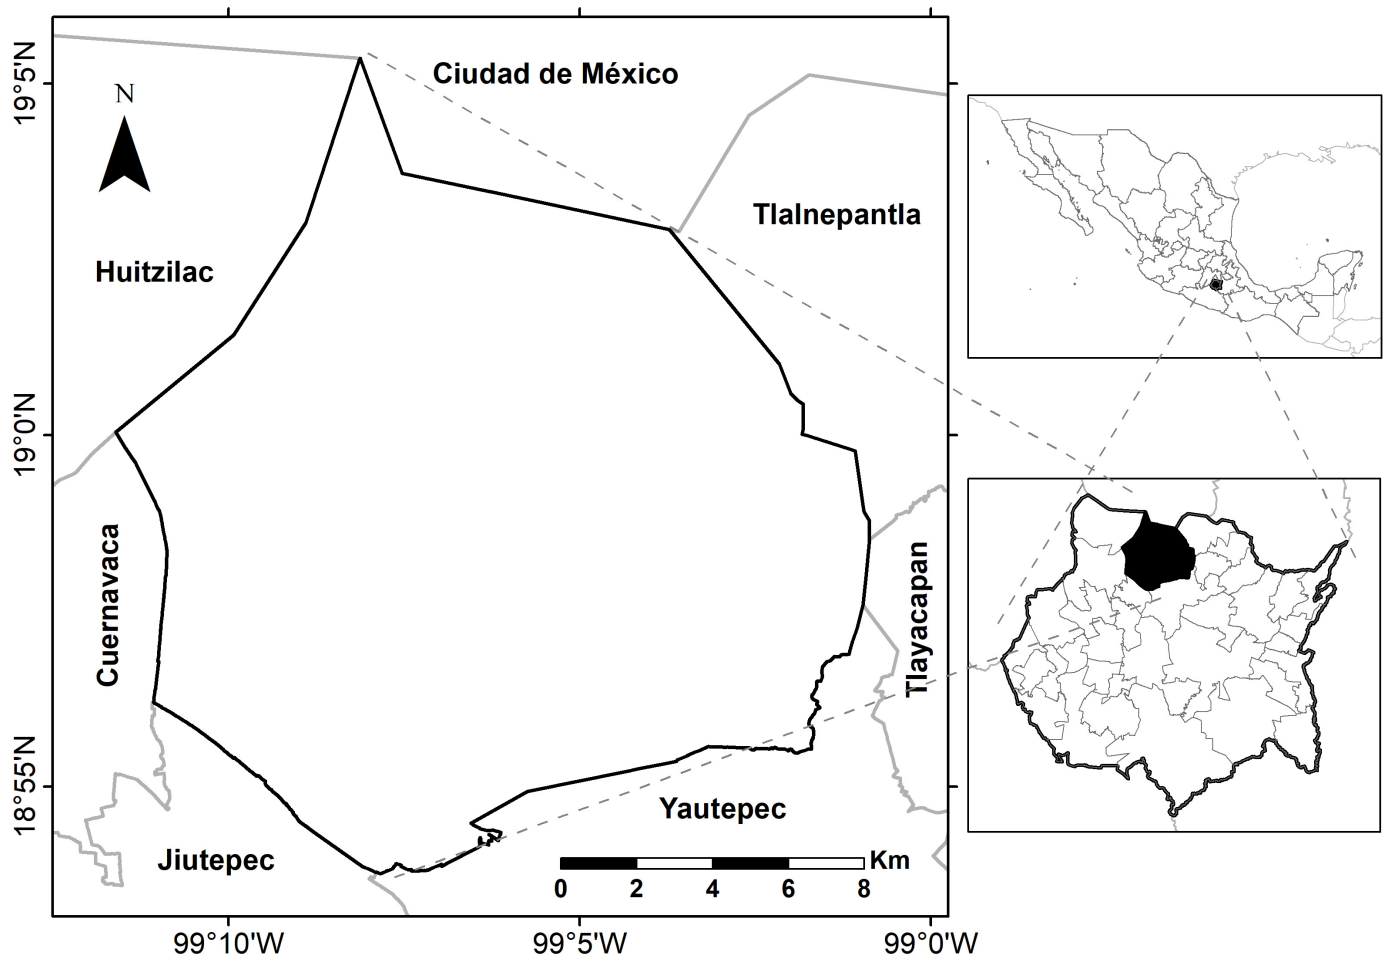 19°5'N
Ciudad de México
N
Tlalnepantla
Huitzilac
19°0'N
Cuernavaca
Tlayacapan
18°55'N
Yautepec
Jiutepec
Km
0 2 4 6 8
99°10'W 99°5'W 99°0'W